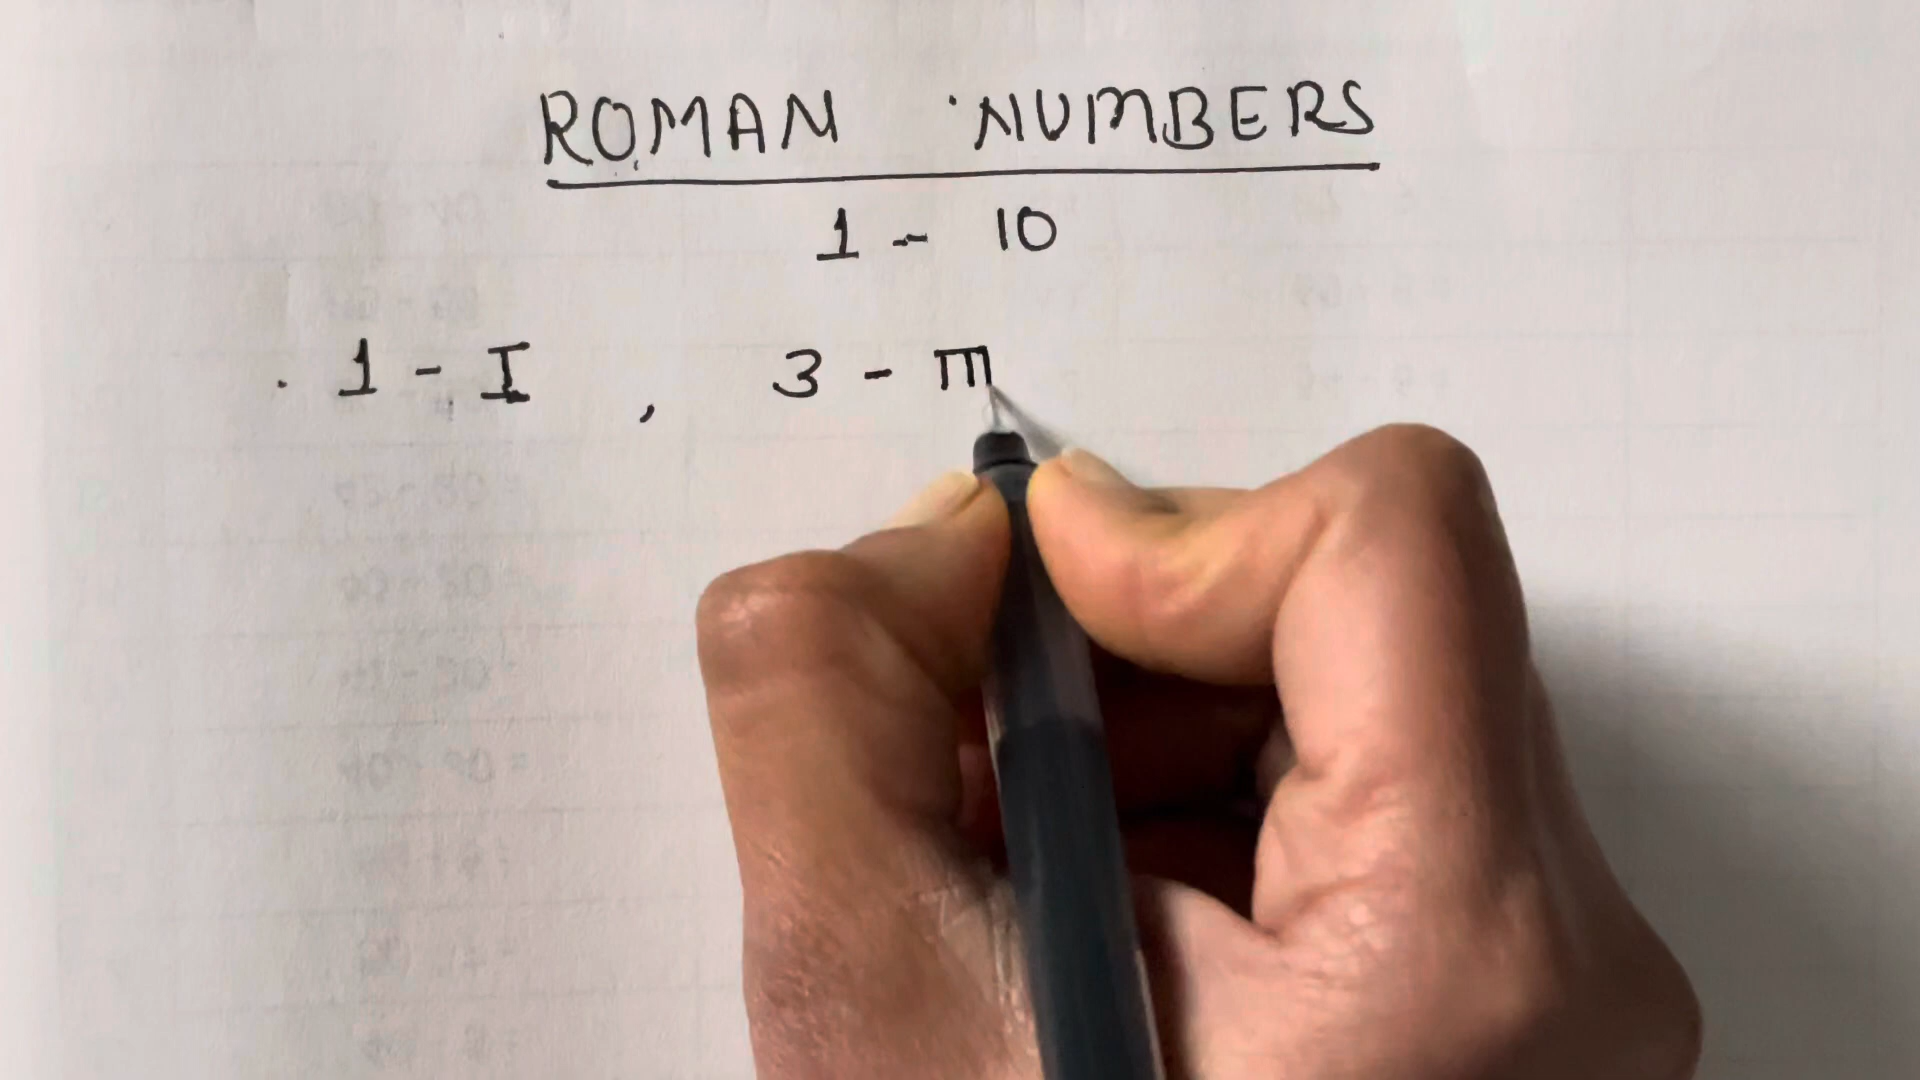 ROMAN NUMBERS
1 - 10
1 - I , 3 - III